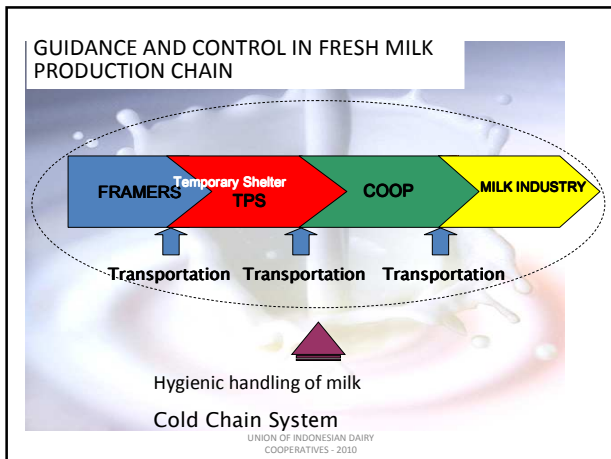 GUIDANCE AND CONTROL IN FRESH MILK
PRODUCTION CHAIN
FRAMERS
Temporary Shelter
TPS
COOP
MILK INDUSTRY
Transportation
Transportation
Transportation
Hygienic handling of milk
Cold Chain System
UNION OF INDONESIAN DAIRY
COOPERATIVES - 2010